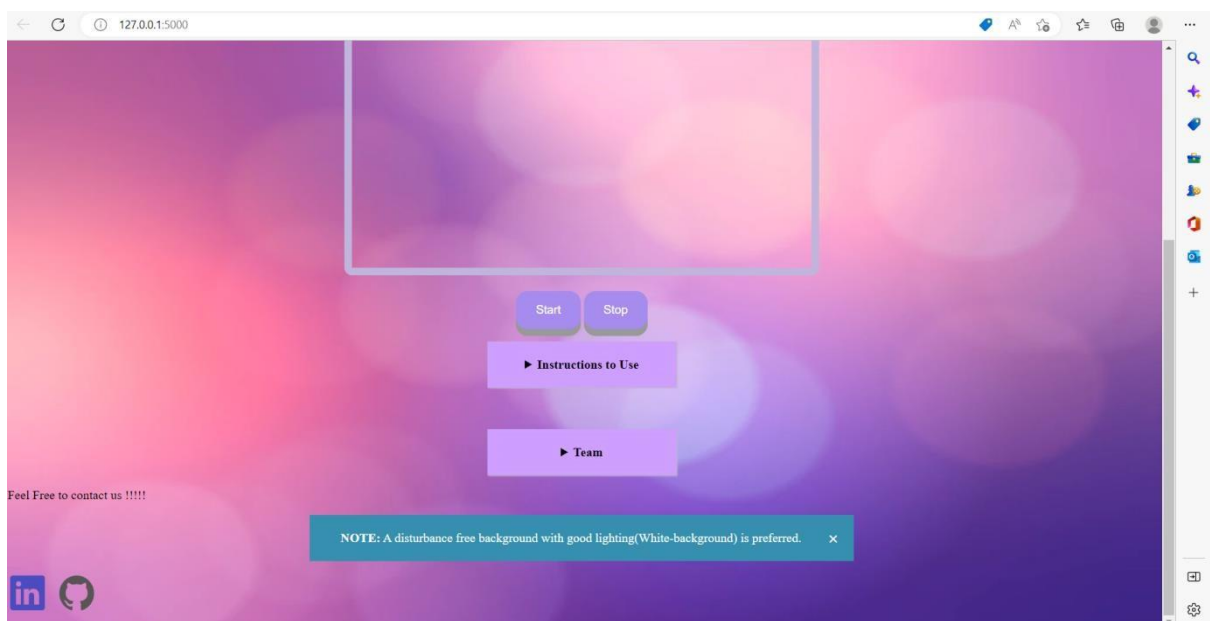 127.0.0.1:5000
Start Stop
▶ Instructions to Use
▶ Team
Feel Free to contact us !!!!!
NOTE: A disturbance free background with good lighting(White-background) is preferred. ×
in